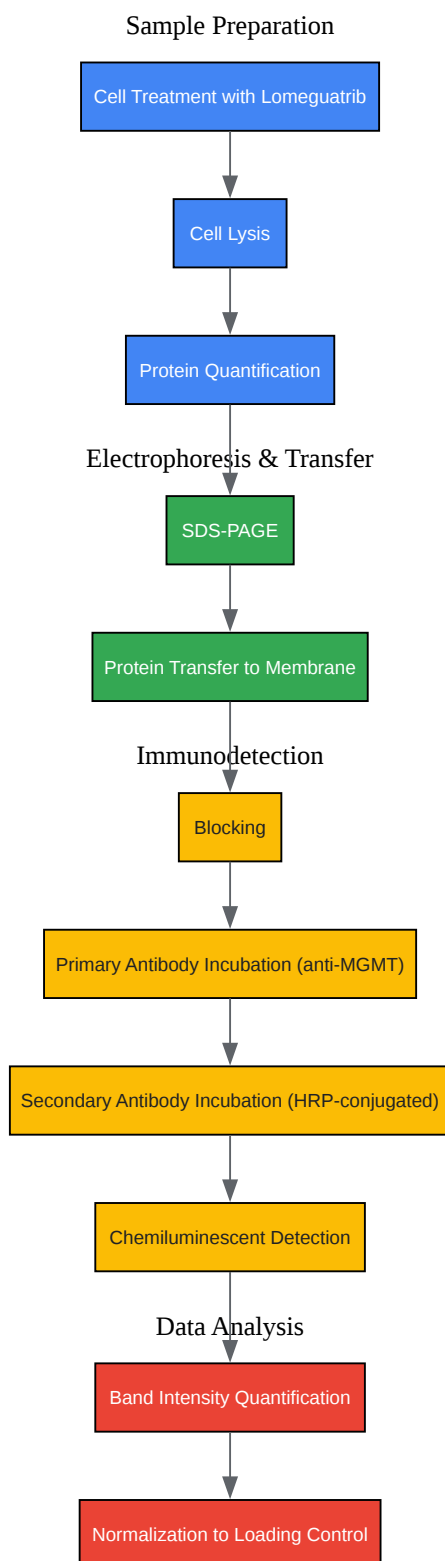 Sample Preparation
Cell Treatment with Lomeguatrib
Cell Lysis
Protein Quantification
Electrophoresis & Transfer
SDS-PAGE
Protein Transfer to Membrane
Immunodetection
Blocking
Primary Antibody Incubation (anti-MGMT)
Secondary Antibody Incubation (HRP-conjugated)
Chemiluminescent Detection
Data Analysis
Band Intensity Quantification
Normalization to Loading Control